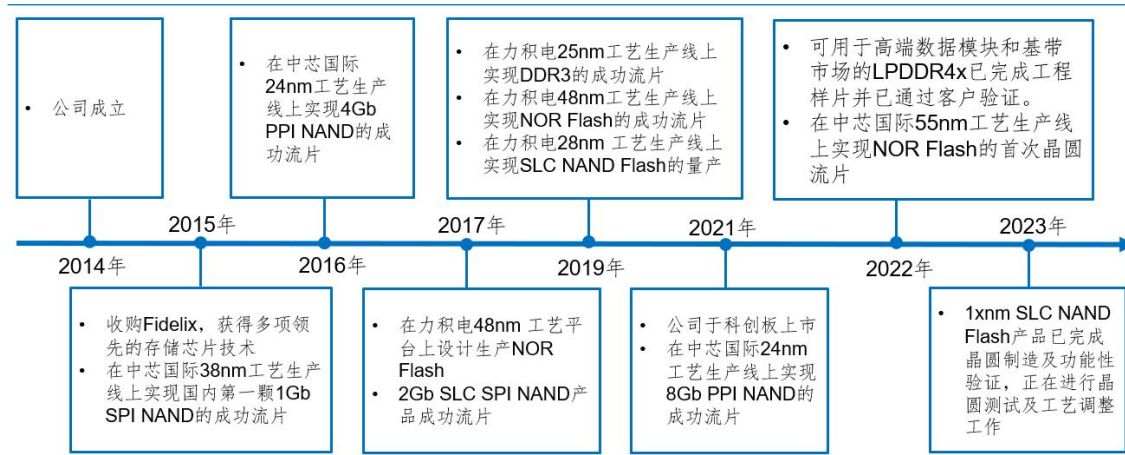 • 公司成立
• 在中芯国际
24nm工艺生产
线上实现4Gb
PPI NAND的成
功流片
• 在力积电25nm工艺生产线上
实现DDR3的成功流片
• 在力积电48nm工艺生产线上
实现NOR Flash的成功流片
• 在力积电28nm 工艺生产线上
实现SLC NAND Flash的量产
• 可用于高端数据模块和基带
市场的LPDDR4x已完成工程
样片并已通过客户验证。
• 在中芯国际55nm工艺生产线
上实现NOR Flash的首次晶圆
流片
2015年
2017年
2021年
2023年
2014年
2016年
2019年
2022年
• 收购Fidelix，获得多项领
先的存储芯片技术
• 在中芯国际38nm工艺生产
线上实现国内第一颗1Gb
SPI NAND的成功流片
• 在力积电48nm 工艺平
台上设计生产NOR
Flash
• 2Gb SLC SPI NAND产
品成功流片
• 公司于科创板上市
• 在中芯国际24nm
工艺生产线上实现
8Gb PPI NAND的
成功流片
• 1xnm SLC NAND
Flash产品已完成
晶圆制造及功能性
验证，正在进行晶
圆测试及工艺调整
工作